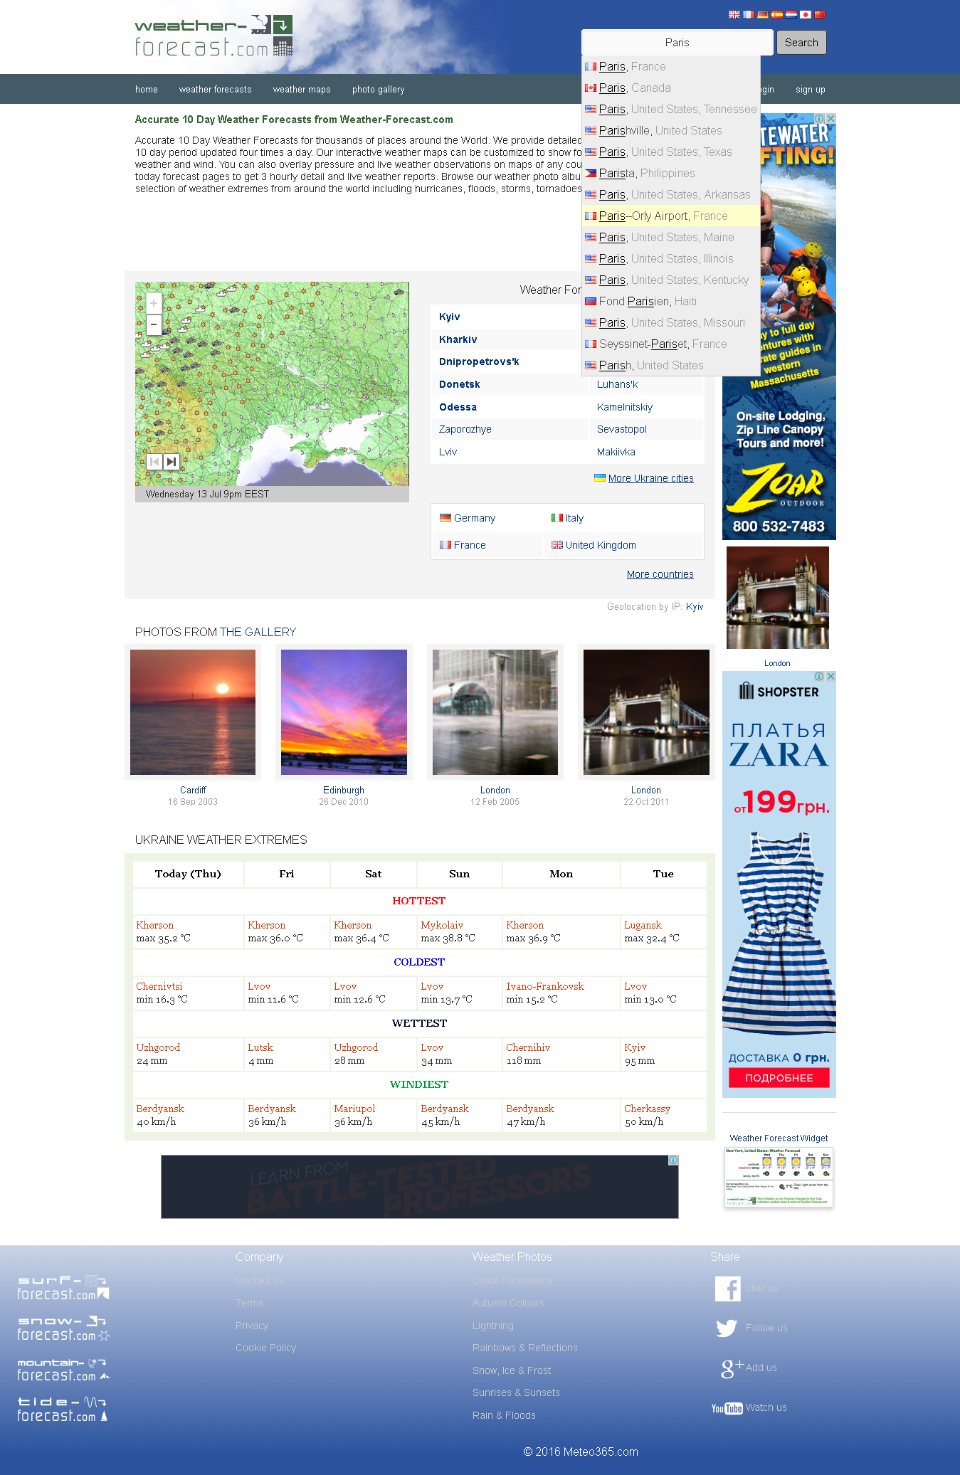 weather-
forecast.com
Paris
Search
home weather forecasts weather maps photo gallery
sign up
Paris, France
Paris, Canada
Paris, United States, Tennessee
Parishville, United States
Paris, United States, Texas
Parista, Philippines
Paris, United States, Arkansas
Paris–Orly Airport, France
Paris, United States, Maine
Paris, United States, Illinois
Paris, United States, Kentucky
Fond Parisien, Haiti
Paris, United States, Missouri
Seyssinet-Pariset, France
Parish, United States
Accurate 10 Day Weather Forecasts from Weather-Forecast.com
Accurate 10 Day Weather Forecasts for thousands of places around the World. We provide detailed
10 day period updated four times a day. Our interactive weather maps can be customized to show
weather and wind. You can also overlay pressure and live weather observations on maps of any
today forecast pages to get 3 hourly detail and live weather reports. Browse our weather photo
selection of weather extremes from around the world including hurricanes, floods, storms, tornadoes
Wednesday 13 Jul 9pm EEST
Weather
Kyiv
Kharkiv
Dnipropetrovs'k
Donetsk Luhans'k
Odessa Kamelnitskiy
Zaporozhye Sevastopol
Lviv Makiivka
More Ukraine cities
Germany Italy
France United Kingdom
More countries
Geolocation by IP: Kyiv
to full day
guides in
western
Massachusetts
On-site Lodging,
Zip Line Canopy
Tours and more!
ZOAR
OUTDOOR
800 532-7483
London
PHOTOS FROM THE GALLERY
Cardiff
16 Sep 2003
Edinburgh
26 Dec 2010
London
12 Feb 2005
London
22 Oct 2011
SHOPSTER
ПЛАТЬЯ
ZARA
от 199 грн.
ДОСТАВКА 0 грн.
ПОДРОБНЕЕ
UKRAINE WEATHER EXTREMES
Today (Thu) Fri Sat Sun Mon Tue
HOTTEST
Kherson Kherson Kherson Mykolaiv Kherson Lugansk
max 35.2 °C max 36.0 °C max 36.4 °C max 38.8 °C max 36.9 °C max 32.4 °C
COLDEST
Chernivtsi Lvov Lvov Lvov Ivano-Frankovsk Lvov
min 16.3 °C min 11.6 °C min 12.6 °C min 13.7 °C min 15.2 °C min 13.0 °C
WETTEST
Uzhgorod Lutsk Uzhgorod Lvov Chernihiv Kyiv
24 mm 4 mm 28 mm 34 mm 118 mm 95 mm
WINDIEST
Berdyansk Berdyansk Mariupol Berdyansk Berdyansk Cherkassy
40 km/h 36 km/h 36 km/h 45 km/h 47 km/h 50 km/h
LEARN FROM
Weather Forecast Widget
surf-
forecast.com
snow-
forecast.com
mountain-
forecast.com
tide-
forecast.com
Company
Contact us
Terms
Privacy
Cookie Policy
Weather Photos
Cloud Formations
Autumn Colours
Lightning
Rainbows & Reflections
Snow, Ice & Frost
Sunrises & Sunsets
Rain & Floods
Share
Like us
Follow us
Add us
YouTube Watch us
© 2016 Meteo365.com